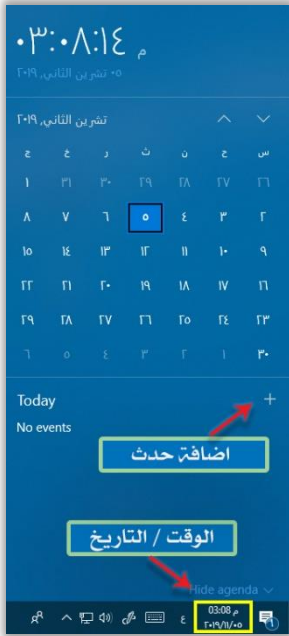 ٠٣:٠٨:١٤ م
٠٥ تشرين الثاني, ٢٠١٩
تشرين الثاني, ٢٠١٩
س ح ن ث ر خ ج
٢٦ ٢٧ ٢٨ ٢٩ ٣٠ ٣١ ١
٢ ٣ ٤ ٥ ٦ ٧ ٨
٩ ١٠ ١١ ١٢ ١٣ ١٤ ١٥
١٦ ١٧ ١٨ ١٩ ٢٠ ٢١ ٢٢
٢٣ ٢٤ ٢٥ ٢٦ ٢٧ ٢٨ ٢٩
٣٠ ١ ٢ ٣ ٤ ٥ ٦
Today
No events
اضافة حدث
الوقت / التاريخ
Hide agenda
ع
03:08 م
٢٠١٩/١١/٠٥
1